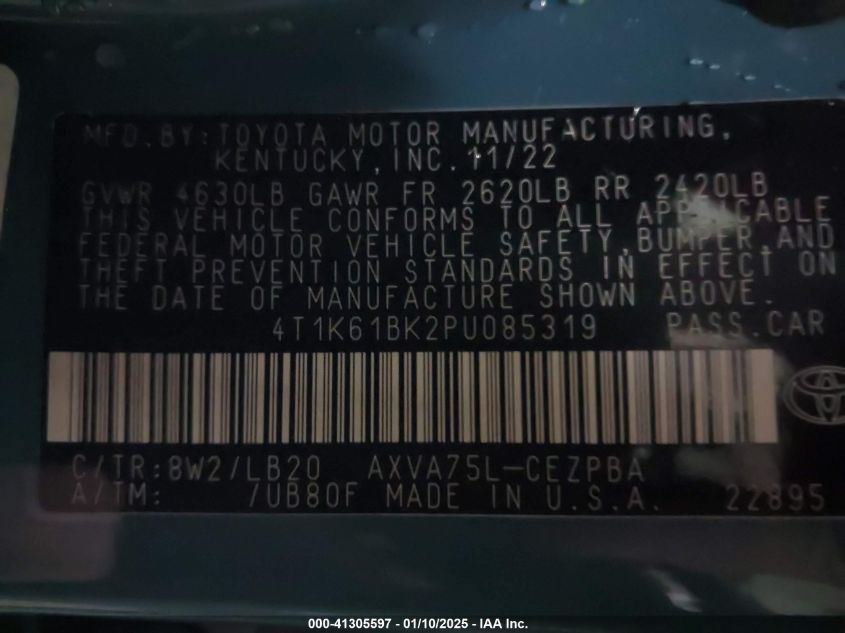 MFD. BY: TOYOTA MOTOR MANUFACTURING,
KENTUCKY, INC. 11/22
GVWR 4630LB GAWR FR 2620LB RR 2420LB
THIS VEHICLE CONFORMS TO ALL APPLICABLE
FEDERAL MOTOR VEHICLE SAFETY, BUMPER, AND
THEFT PREVENTION STANDARDS IN EFFECT ON
THE DATE OF MANUFACTURE SHOWN ABOVE.
4T1K61BK2PU085319 PASS.CAR
C/TR: 8W2/LB20 AXVA75L-CEZPBA
A/TM: /UB80F MADE IN U.S.A. 22895
000-41305597 - 01/10/2025 - IAA Inc.